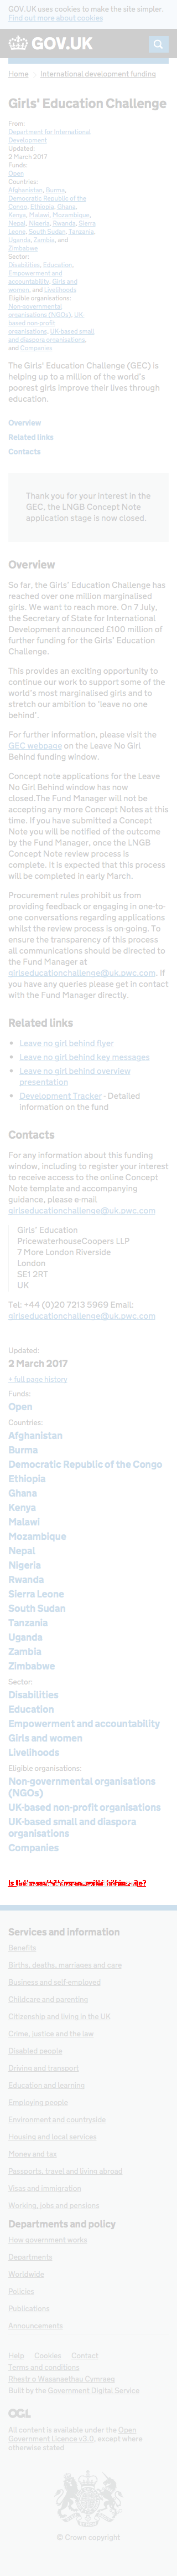 GOV.UK uses cookies to make the site simpler.
Find out more about cookies
GOV.UK
Home
International development funding
Girls' Education Challenge
From:
Department for International
Development
Updated:
2 March 2017
Funds:
Open
Countries:
Afghanistan, Burma,
Democratic Republic of the
Congo, Ethiopia, Ghana,
Kenya, Malawi, Mozambique,
Nepal, Nigeria, Rwanda, Sierra
Leone, South Sudan, Tanzania,
Uganda, Zambia, and
Zimbabwe
Sector:
Disabilities, Education,
Empowerment and
accountability, Girls and
women, and Livelihoods
Eligible organisations:
Non-governmental
organisations (NGOs), UK-
based non-profit
organisations, UK-based small
and diaspora organisations,
and Companies
The Girls' Education Challenge (GEC) is
helping up to a million of the world's
poorest girls improve their lives through
education.
Overview
Related links
Contacts
Thank you for your interest in the
GEC, the LNGB Concept Note
application stage is now closed.
Overview
So far, the Girls' Education Challenge has
reached over one million marginalised
girls. We want to do more. On 7 July, the
Secretary of State for International
Development announced £100 million of
further funding for the Girls' Education
Challenge.
This provides an exciting opportunity to
continue our work to support some of the
world's most marginalised girls and to
deliver our ambition to 'leave no one
behind'.
For further information, please visit the
GEC webpage on the Leave No Girl
Behind funding window.
Concept note applications to the Leave
No Girl Behind window has now
closed.The Fund Manager will not be
accepting new Concept Note applications.
If you have submitted a Concept
Note you will be notified of the outcome
by the Fund Manager, once the LNGB
Concept Note review process is
complete. It is expected that this process
will be completed in early March.
Procurement rules prohibit us from
providing feedback or engaging in one-to-
one conversations regarding applications
or supporting organisations to develop
proposals. Any questions should be
directed to the Fund Manager at
girlseducationchallenge@uk.pwc.com. If
you have any queries please get in contact
with the Fund Manager directly.
Related links
Leave no girl behind flyer
Leave no girl behind key messages
Leave no girl behind overview
presentation
Development Tracker - Detailed
information on the fund
Contacts
For any information about this funding
window, including to register your interest
to receive access to the online Concept
Note template and accompanying
guidance, please e-mail
girlseducationchallenge@uk.pwc.com
Girls' Education
PricewaterhouseCoopers LLP
7 More London Riverside
London
SE1 2RT
UK
Tel: +44 (0)20 7213 5969 Email:
girlseducationchallenge@uk.pwc.com
Updated:
2 March 2017
+ full page history
Funds:
Open
Countries:
Afghanistan
Burma
Democratic Republic of the Congo
Ethiopia
Ghana
Kenya
Malawi
Mozambique
Nepal
Nigeria
Rwanda
Sierra Leone
South Sudan
Tanzania
Uganda
Zambia
Zimbabwe
Sector:
Disabilities
Education
Empowerment and accountability
Girls and women
Livelihoods
Eligible organisations:
Non-governmental organisations
(NGOs)
UK-based non-profit organisations
UK-based small and diaspora
organisations
Companies
Services and information
Benefits
Births, deaths, marriages and care
Business and self-employed
Childcare and parenting
Citizenship and living in the UK
Crime, justice and the law
Disabled people
Driving and transport
Education and learning
Employing people
Environment and countryside
Housing and local services
Money and tax
Passports, travel and living abroad
Visas and immigration
Working, jobs and pensions
Departments and policy
How government works
Departments
Worldwide
Policies
Publications
Announcements
Help Cookies Contact
Terms and conditions
Rhestr o Wasanaethau Cymraeg
Built by the Government Digital Service
OGL
All content is available under the Open
Government Licence v3.0, except where
otherwise stated
© Crown copyright